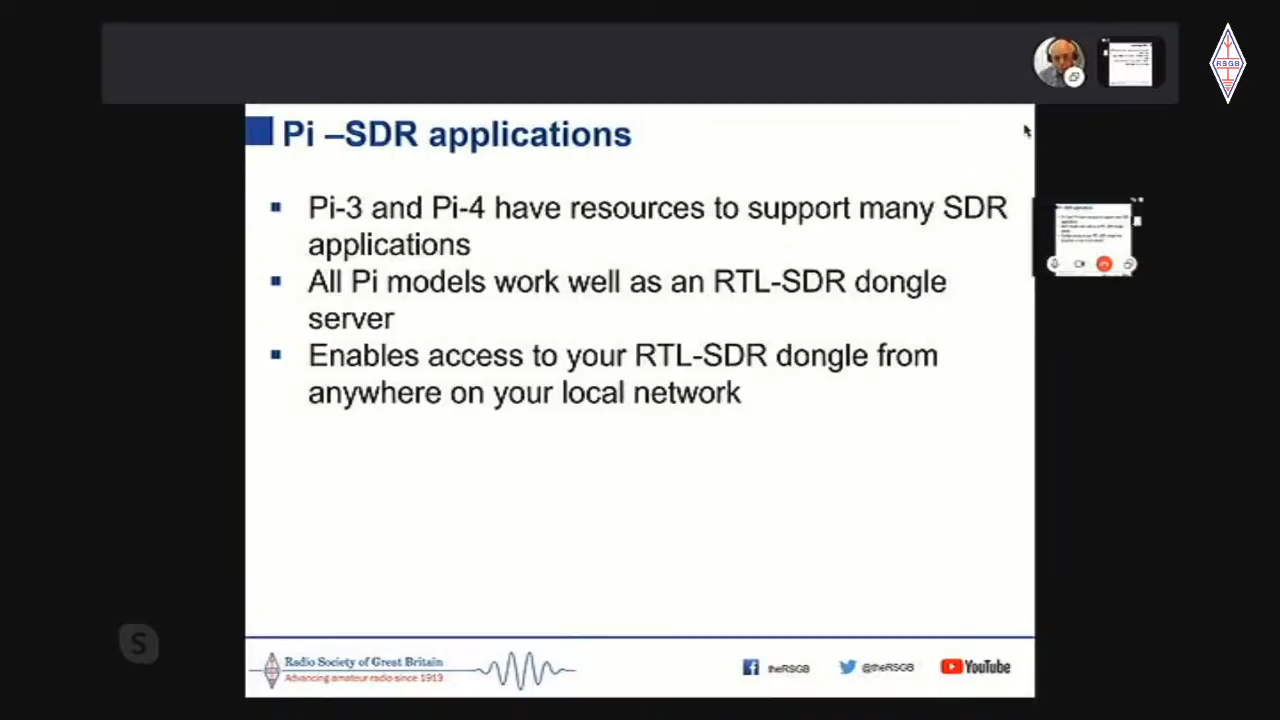 RSGB
Pi –SDR applications
Pi-3 and Pi-4 have resources to support many SDR
applications
All Pi models work well as an RTL-SDR dongle
server
Enables access to your RTL-SDR dongle from
anywhere on your local network
S
Radio Society of Great Britain
Advancing amateur radio since 1913
theRSGB
@theRSGB
YouTube